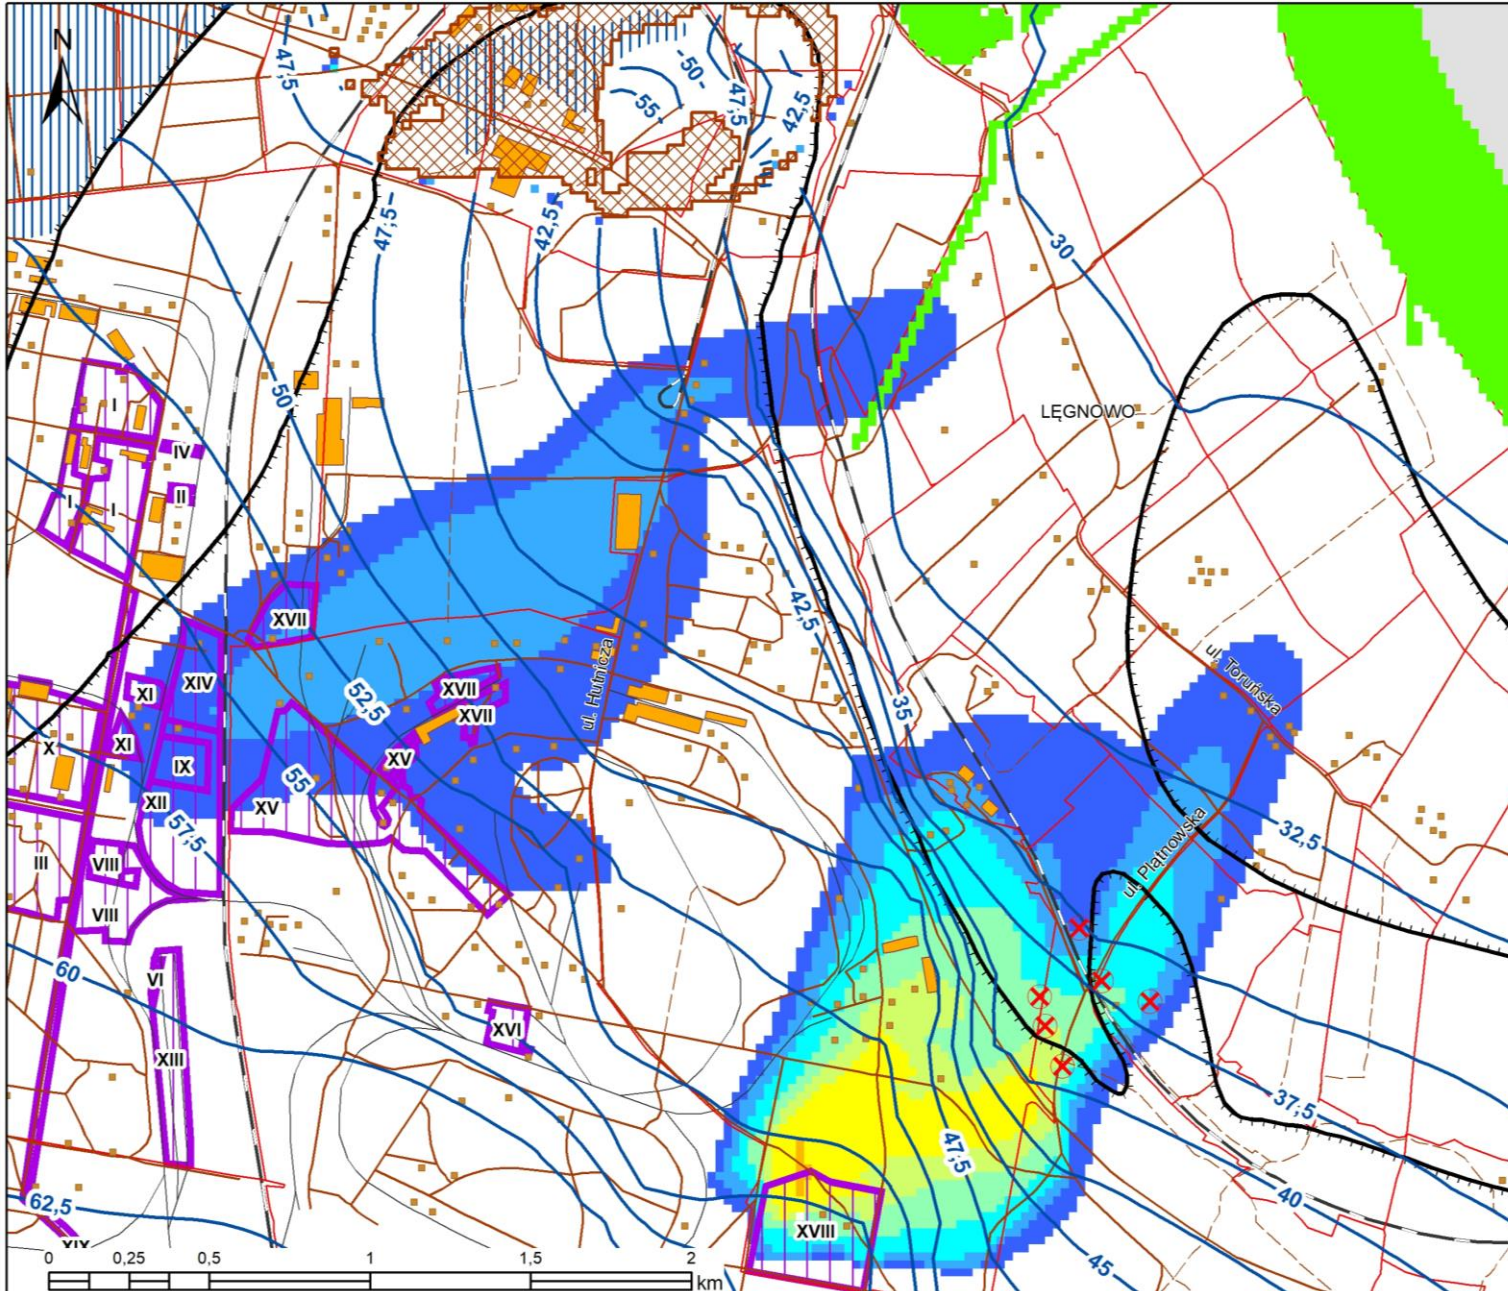 N
47,5
50
55
47,5
42,5
47,5
42,5
30
I
50
LĘGNOWO
IV
II
I
I
42,5
XVII
ul. Hutnicza
ul. Toruńska
XI
XIV
52,5
XVII
XVII
35
X
XI
IX
XV
55
XII
XV
57,5
32,5
ul. Płątnowska
III
VIII
VIII
60
VI
XVI
XIII
37,5
47,5
62,5
40
XVIII
XIX
45
0 0,25 0,5 1 1,5 2
km